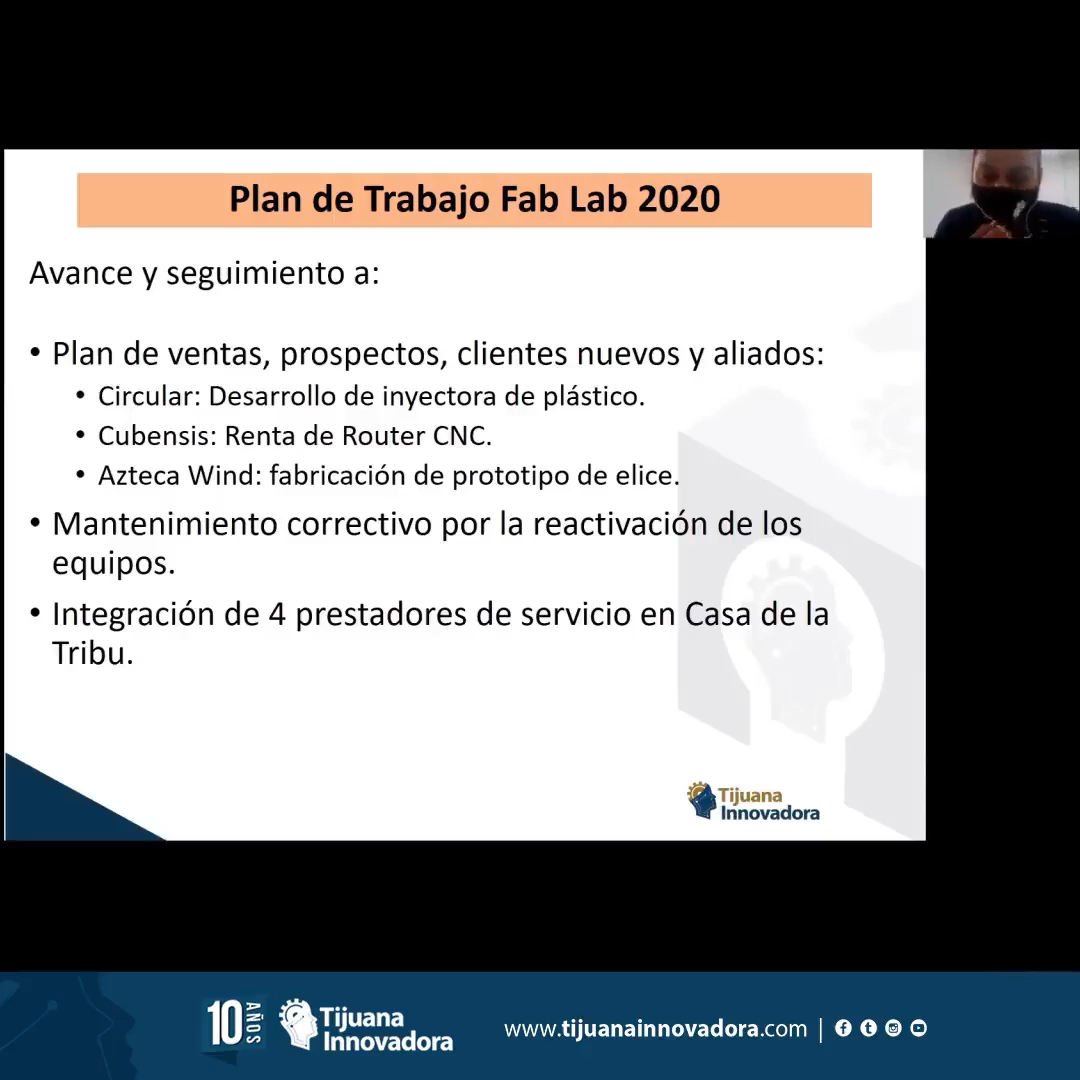 Plan de Trabajo Fab Lab 2020
Avance y seguimiento a:
• Plan de ventas, prospectos, clientes nuevos y aliados:
• Circular: Desarrollo de inyectora de plástico.
• Cubensis: Renta de Router CNC.
• Azteca Wind: fabricación de prototipo de elice.
• Mantenimiento correctivo por la reactivación de los
equipos.
• Integración de 4 prestadores de servicio en Casa de la
Tribu.
Tijuana
Innovadora
10 AÑOS
Tijuana
Innovadora
www.tijuanainnovadora.com |